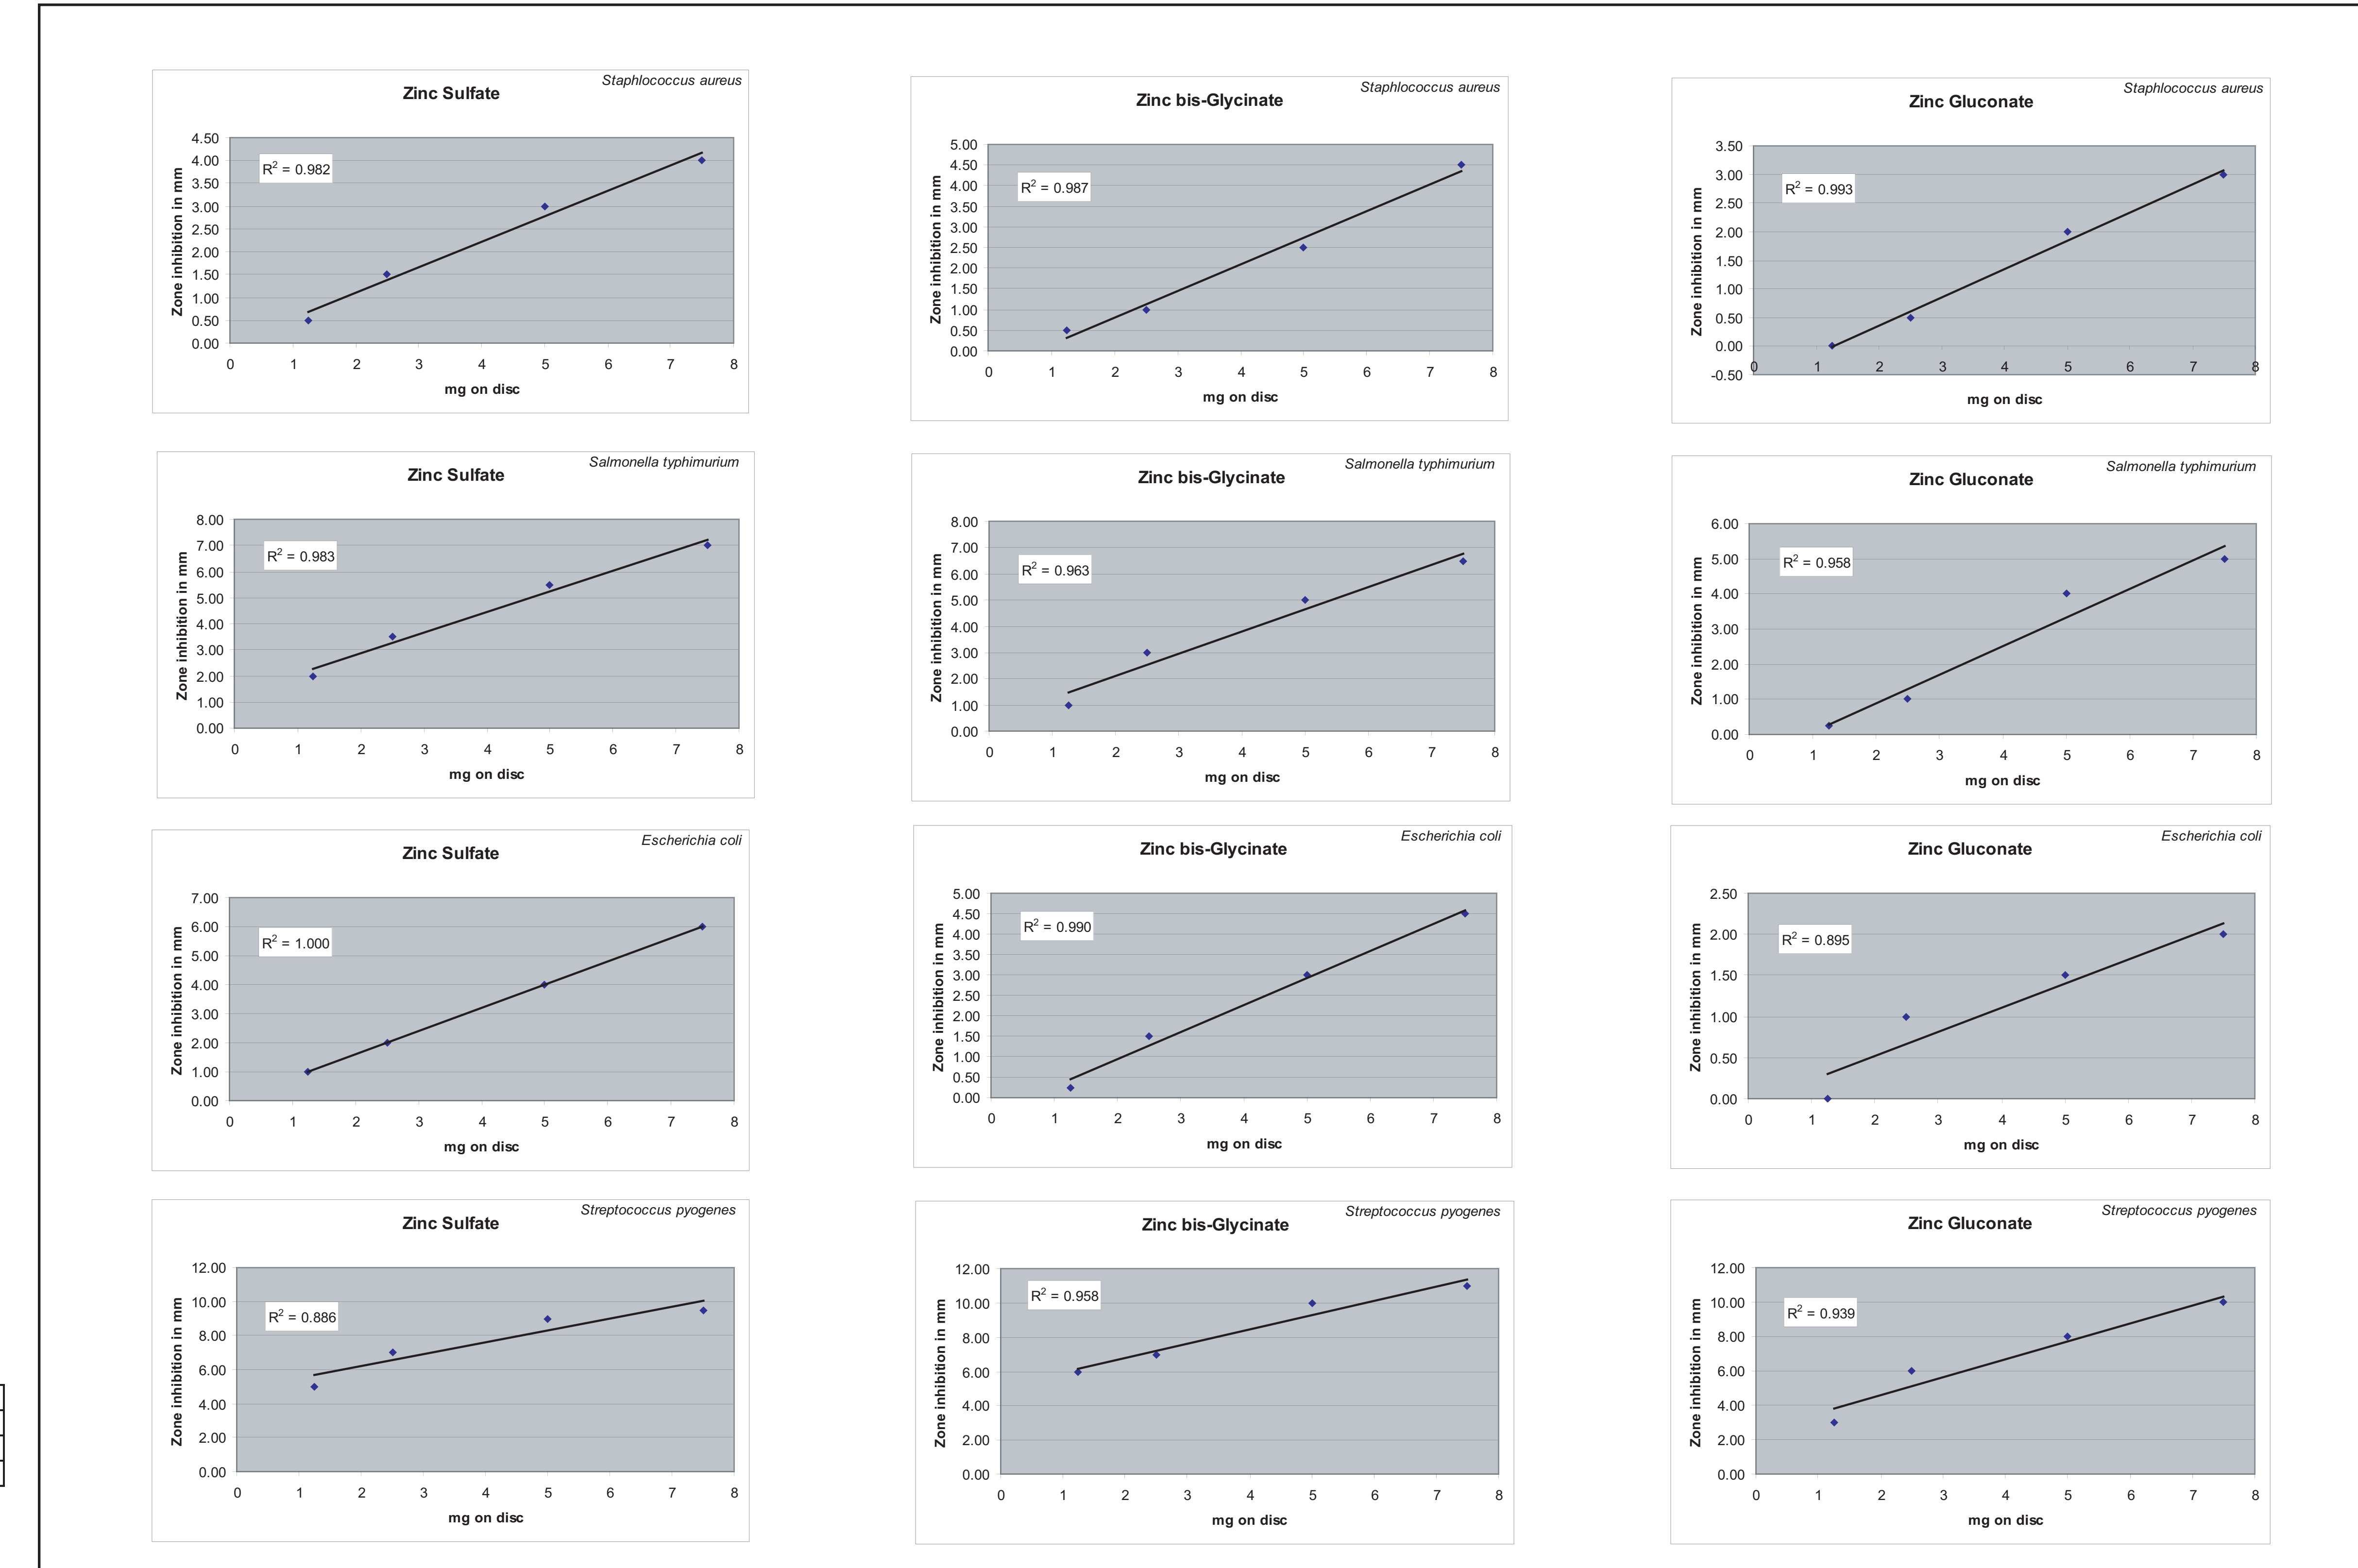 Staphlococcus aureus
Zinc Sulfate
4.50
4.00
3.50
3.00
2.50
2.00
1.50
1.00
0.50
0.00
R2 = 0.982
Zone inhibition in mm
0 1 2 3 4 5 6 7 8
mg on disc
Staphlococcus aureus
Zinc bis-Glycinate
5.00
4.50
4.00
3.50
3.00
2.50
2.00
1.50
1.00
0.50
0.00
R2 = 0.987
Zone inhibition in mm
0 1 2 3 4 5 6 7 8
mg on disc
Staphlococcus aureus
Zinc Gluconate
3.50
3.00
2.50
2.00
1.50
1.00
0.50
0.00
-0.50
R2 = 0.993
Zone inhibition in mm
0 1 2 3 4 5 6 7 8
mg on disc
Salmonella typhimurium
Zinc Sulfate
8.00
7.00
6.00
5.00
4.00
3.00
2.00
1.00
0.00
R2 = 0.983
Zone inhibition in mm
0 1 2 3 4 5 6 7 8
mg on disc
Salmonella typhimurium
Zinc bis-Glycinate
8.00
7.00
6.00
5.00
4.00
3.00
2.00
1.00
0.00
R2 = 0.963
Zone inhibition in mm
0 1 2 3 4 5 6 7 8
mg on disc
Salmonella typhimurium
Zinc Gluconate
6.00
5.00
4.00
3.00
2.00
1.00
0.00
R2 = 0.958
Zone inhibition in mm
0 1 2 3 4 5 6 7 8
mg on disc
Escherichia coli
Zinc Sulfate
7.00
6.00
5.00
4.00
3.00
2.00
1.00
0.00
R2 = 1.000
Zone inhibition in mm
0 1 2 3 4 5 6 7 8
mg on disc
Escherichia coli
Zinc bis-Glycinate
5.00
4.50
4.00
3.50
3.00
2.50
2.00
1.50
1.00
0.50
0.00
R2 = 0.990
Zone inhibition in mm
0 1 2 3 4 5 6 7 8
mg on disc
Escherichia coli
Zinc Gluconate
2.50
2.00
1.50
1.00
0.50
0.00
R2 = 0.895
Zone inhibition in mm
0 1 2 3 4 5 6 7 8
mg on disc
Streptococcus pyogenes
Zinc Sulfate
12.00
10.00
8.00
6.00
4.00
2.00
0.00
R2 = 0.886
Zone inhibition in mm
0 1 2 3 4 5 6 7 8
mg on disc
Streptococcus pyogenes
Zinc bis-Glycinate
12.00
10.00
8.00
6.00
4.00
2.00
0.00
R2 = 0.958
Zone inhibition in mm
0 1 2 3 4 5 6 7 8
mg on disc
Streptococcus pyogenes
Zinc Gluconate
12.00
10.00
8.00
6.00
4.00
2.00
0.00
R2 = 0.939
Zone inhibition in mm
0 1 2 3 4 5 6 7 8
mg on disc